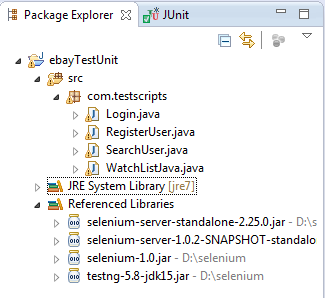 Package Explorer
JUnit
ebayTestUnit
src
com.testscripts
Login.java
RegisterUser.java
SearchUser.java
WatchListJava.java
JRE System Library [jre7]
Referenced Libraries
selenium-server-standalone-2.25.0.jar - D:\s
selenium-server-1.0.2-SNAPSHOT-standalo
selenium-1.0.jar - D:\selenium
testng-5.8-jdk15.jar - D:\selenium